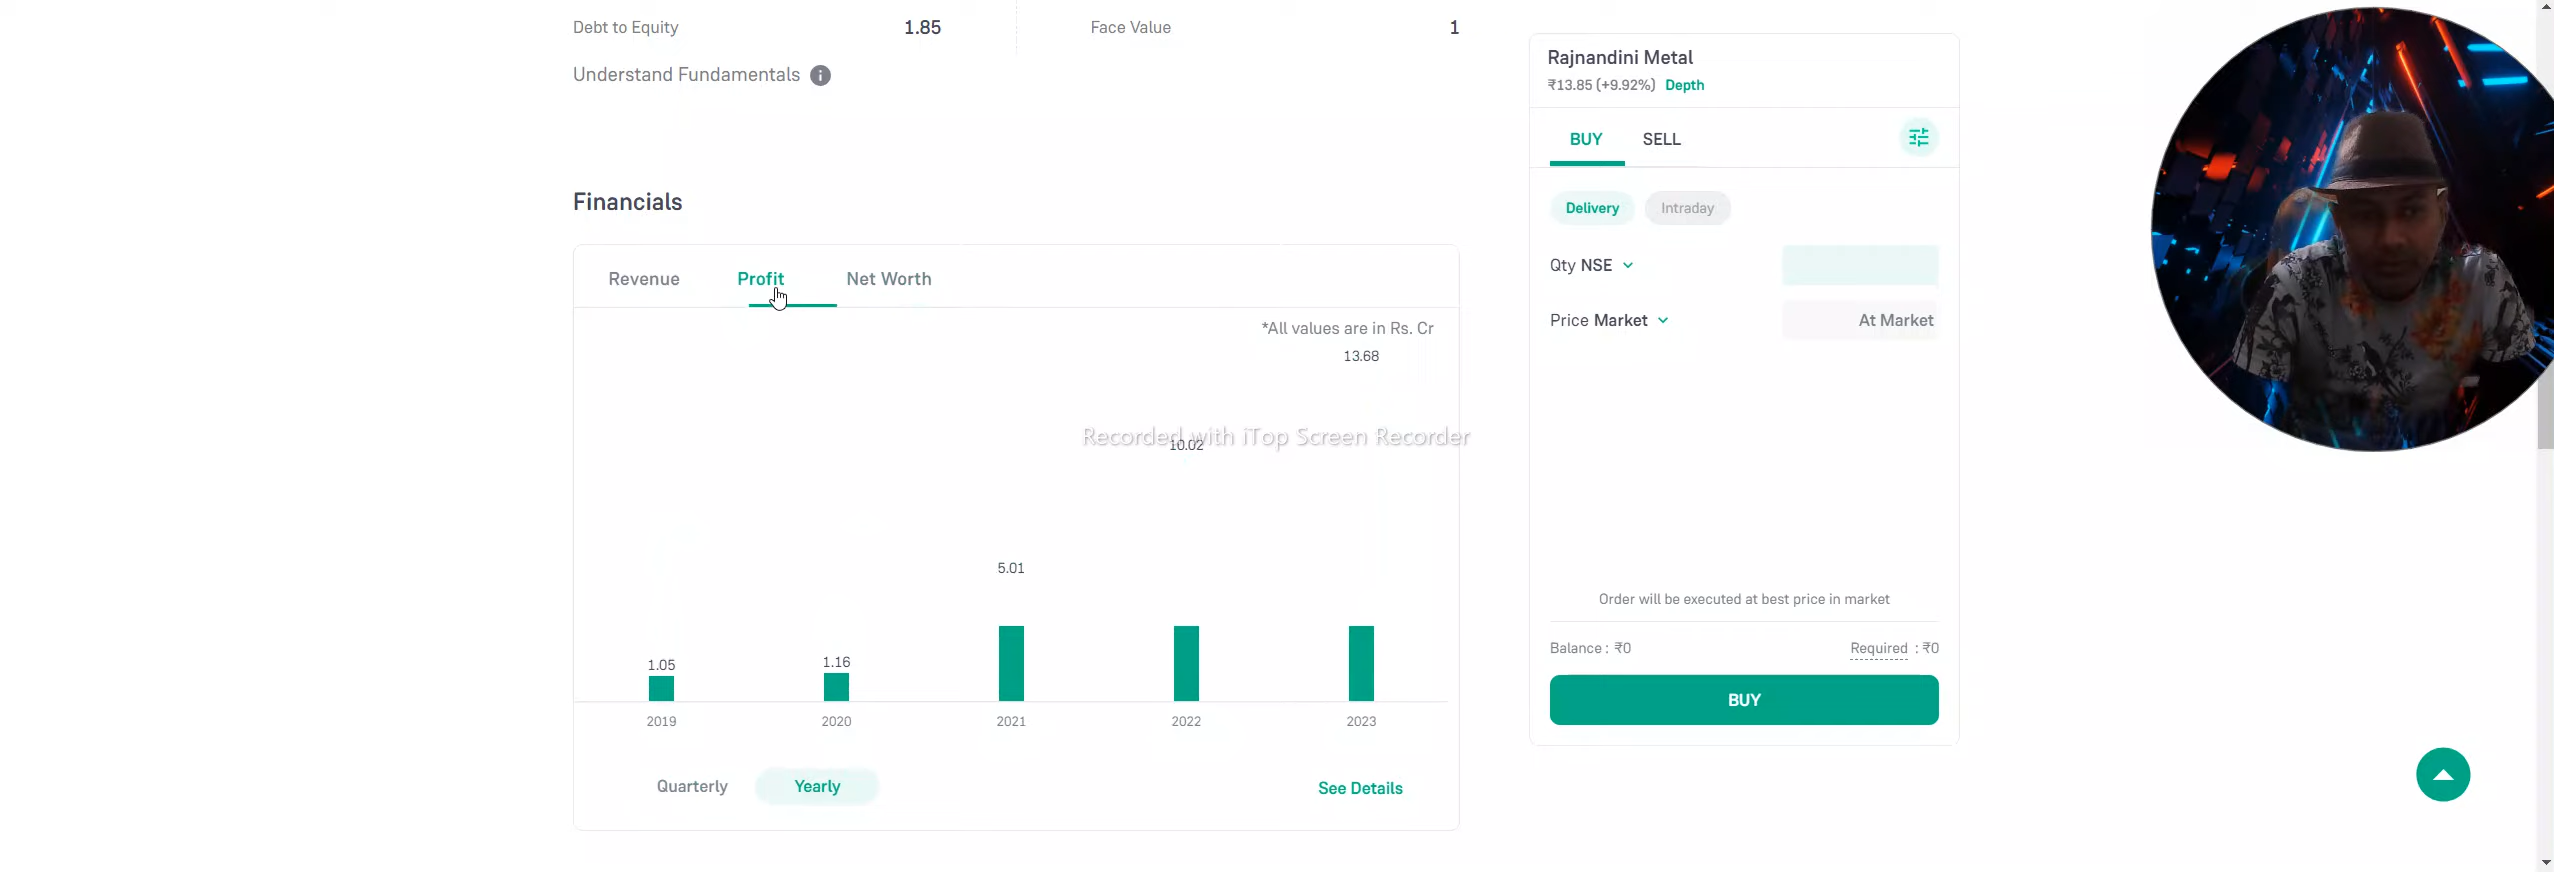 Debt to Equity 1.85 Face Value 1
Understand Fundamentals i
Financials
Revenue Profit Net Worth
*All values are in Rs. Cr
13.68
10.02
5.01
1.05 1.16
2019 2020 2021 2022 2023
Quarterly Yearly See Details
Recorded with iTop Screen Recorder
Rajnandini Metal
₹13.85 (+9.92%) Depth
BUY SELL
Delivery Intraday
Qty NSE
Price Market At Market
Order will be executed at best price in market
Balance : ₹0 Required : ₹0
BUY